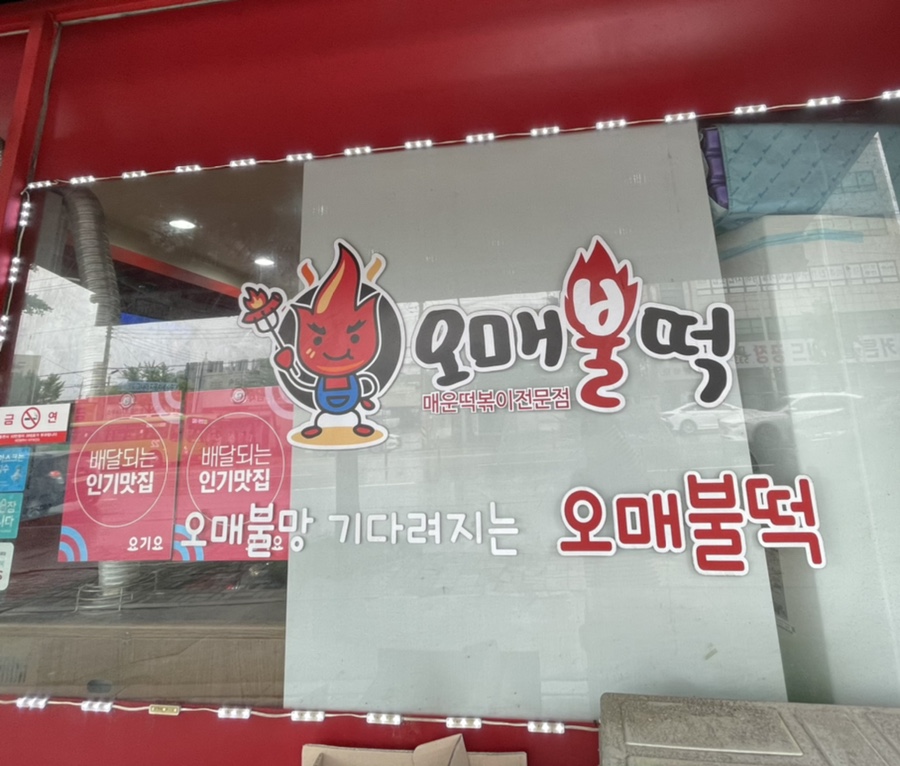 오매불떡
매운떡볶이전문점
금연
배달되는
인기맛집
요기요
배달되는
인기맛집
요
오매불망 기다려지는 오매불떡